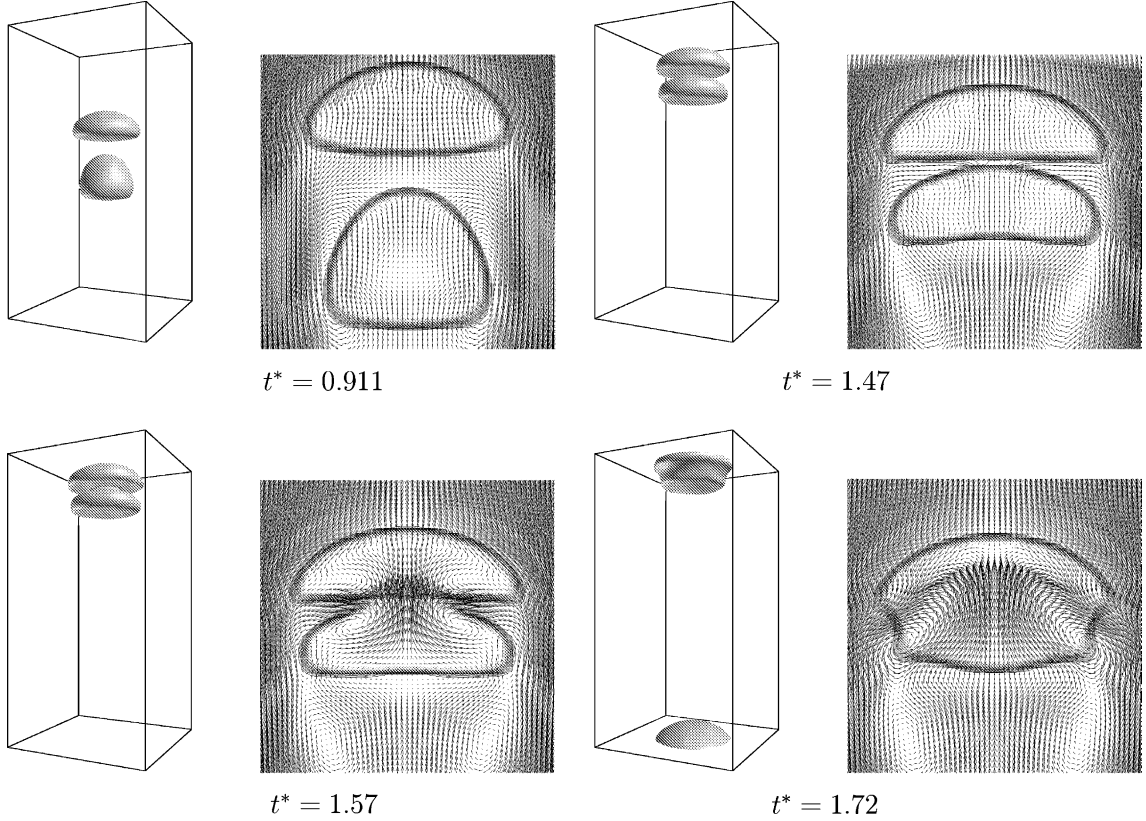 t* = 0.911
t* = 1.47
t* = 1.57
t* = 1.72